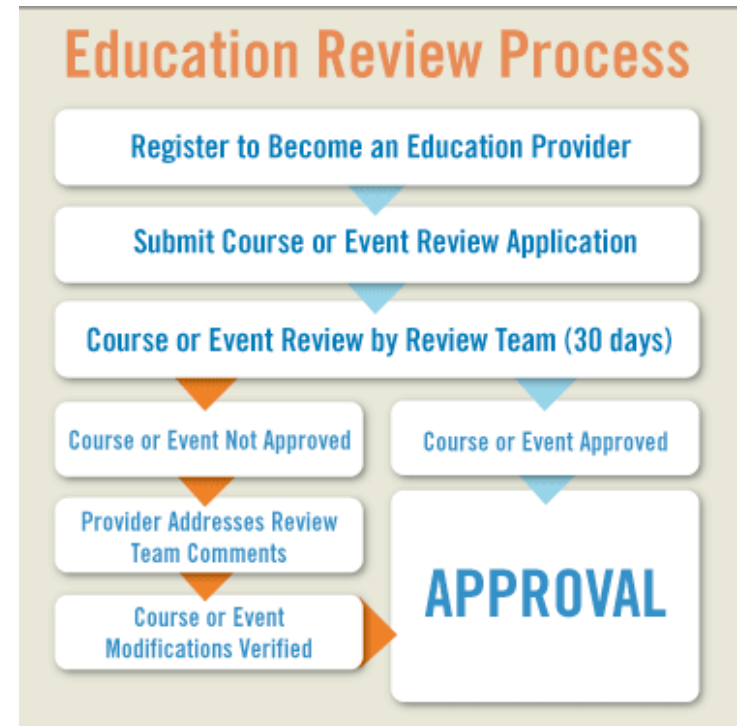 Education Review Process
Register to Become an Education Provider
Submit Course or Event Review Application
Course or Event Review by Review Team (30 days)
Course or Event Not Approved
Course or Event Approved
Provider Addresses Review
Team Comments
APPROVAL
Course or Event
Modifications Verified